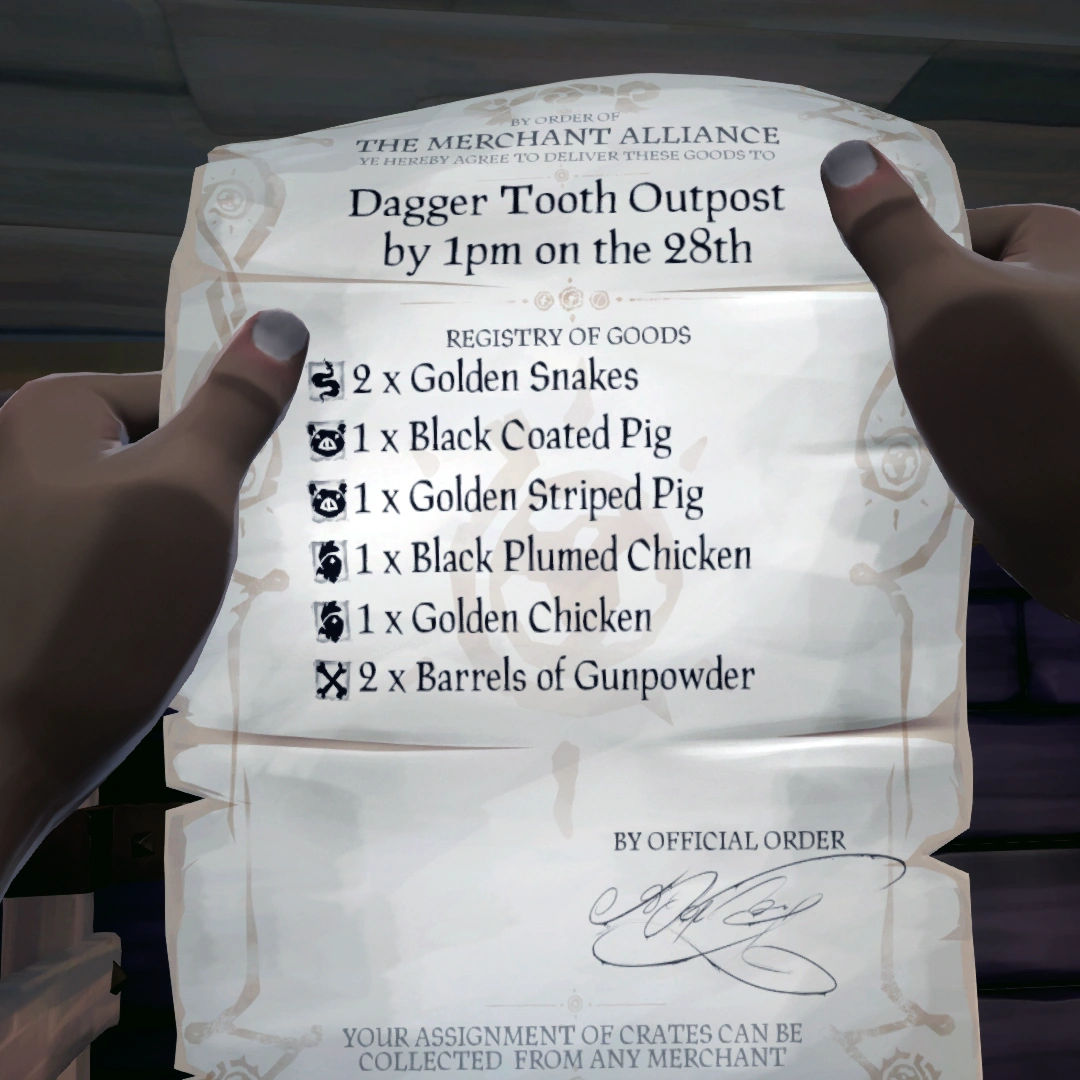 BY ORDER OF
THE MERCHANT ALLIANCE
YE HEREBY AGREE TO DELIVER THESE GOODS TO
Dagger Tooth Outpost
by 1pm on the 28th
REGISTRY OF GOODS
2 x Golden Snakes
1 x Black Coated Pig
1 x Golden Striped Pig
1 x Black Plumed Chicken
1 x Golden Chicken
2 x Barrels of Gunpowder
BY OFFICIAL ORDER
YOUR ASSIGNMENT OF CRATES CAN BE
COLLECTED FROM ANY MERCHANT